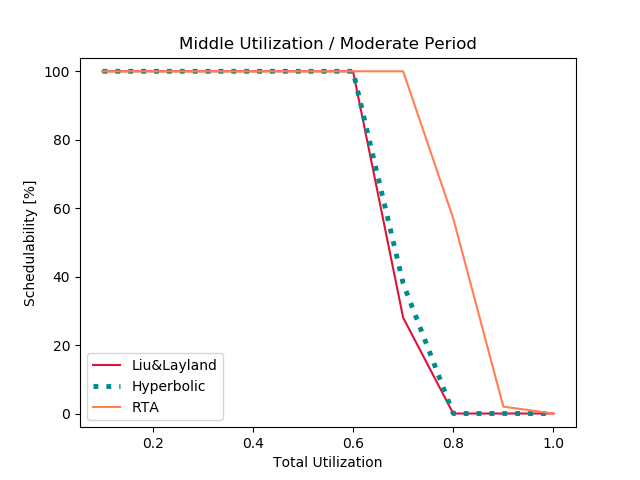 Middle Utilization / Moderate Period
Schedulability [%]
100
80
60
40
20
0
Liu&Layland
Hyperbolic
RTA
0.2 0.4 0.6 0.8 1.0
Total Utilization